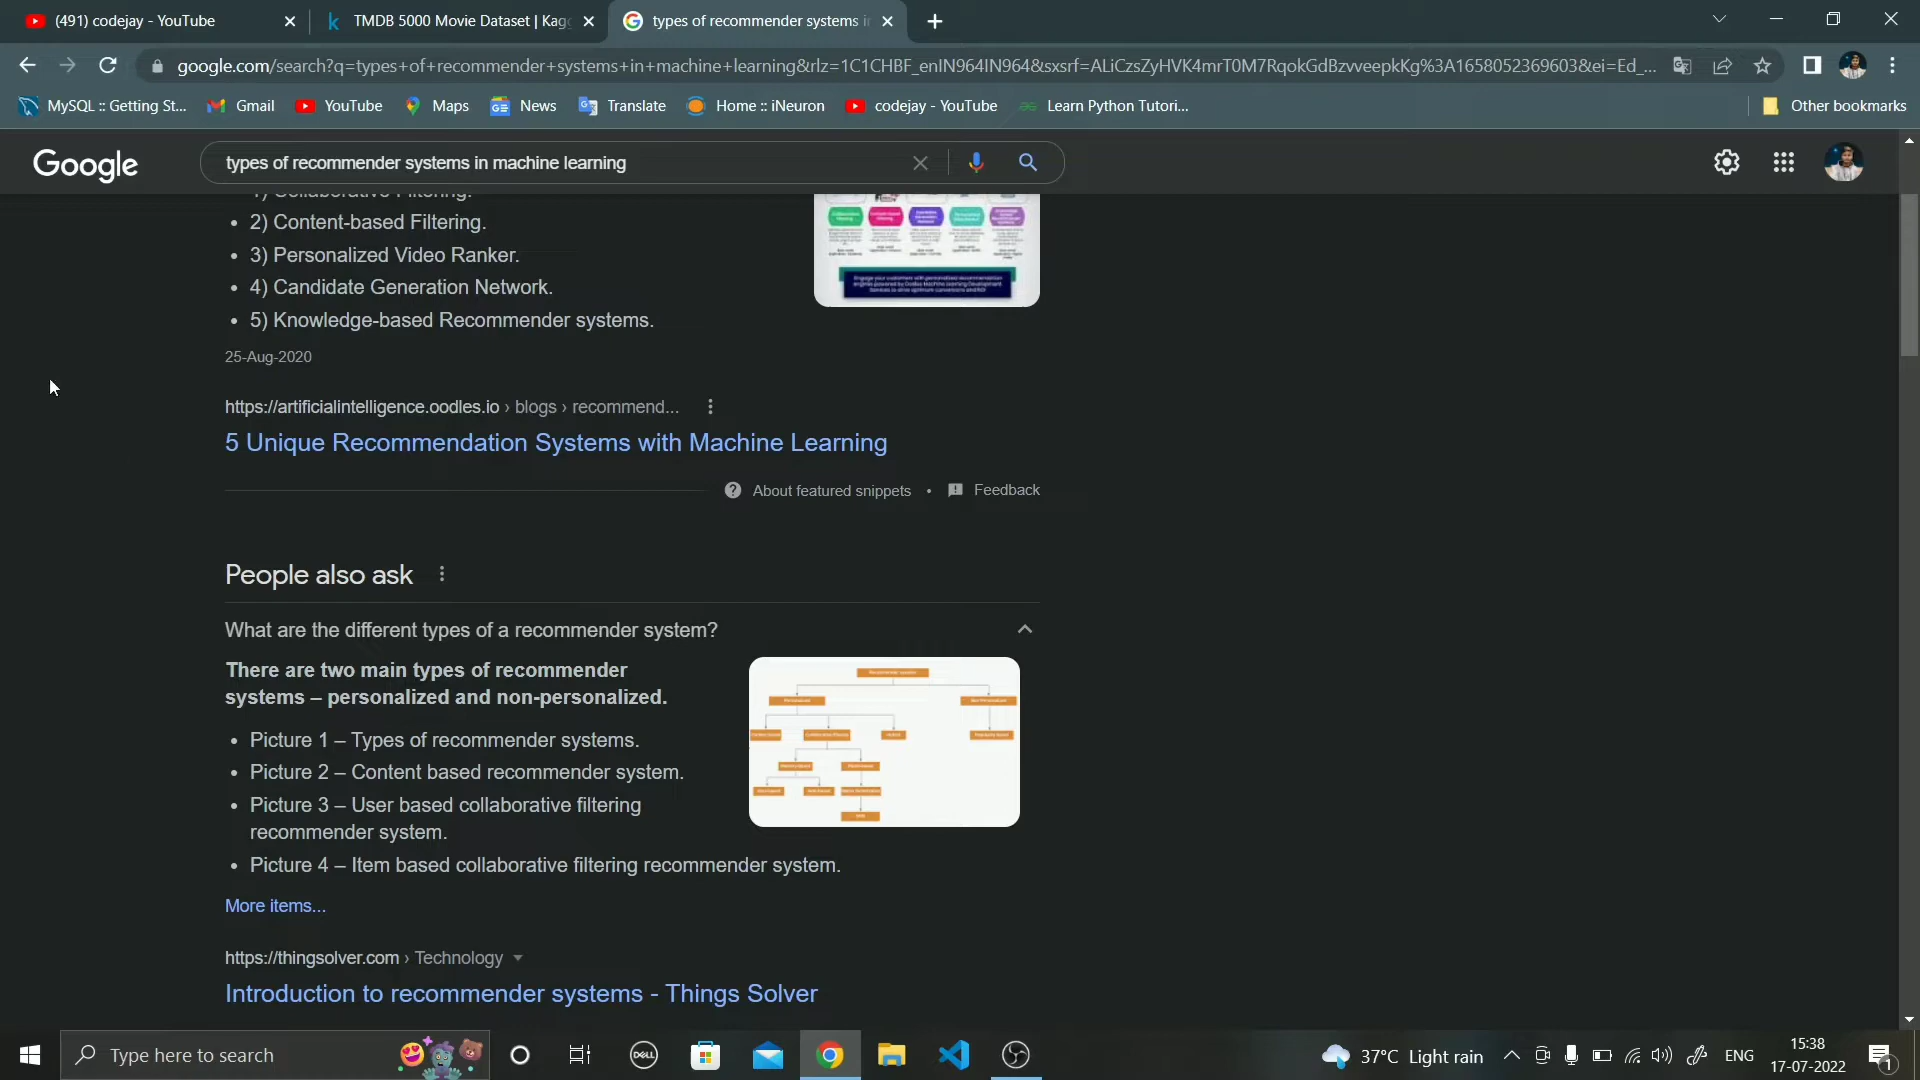 (491) codejay - YouTube
TMDB 5000 Movie Dataset | Kag
types of recommender systems i
google.com/search?q=types+of+recommender+systems+in+machine+learning&rlz=1C1CHBF_enIN964IN964&sxsrf=ALiCzsZyHVK4mrT0M7RqokGdBzvveepkKg%3A1658052369603&ei=Ed_...
MySQL :: Getting St...
Gmail
YouTube
Maps
News
Translate
Home :: iNeuron
codejay - YouTube
Learn Python Tutori...
Other bookmarks
Google
types of recommender systems in machine learning
1) Collaborative Filtering.
• 2) Content-based Filtering.
• 3) Personalized Video Ranker.
• 4) Candidate Generation Network.
• 5) Knowledge-based Recommender systems.
25-Aug-2020
https://artificialintelligence.oodles.io › blogs › recommend...
5 Unique Recommendation Systems with Machine Learning
About featured snippets • Feedback
People also ask
What are the different types of a recommender system?
There are two main types of recommender
systems – personalized and non-personalized.
• Picture 1 – Types of recommender systems.
• Picture 2 – Content based recommender system.
• Picture 3 – User based collaborative filtering
recommender system.
• Picture 4 – Item based collaborative filtering recommender system.
More items...
https://thingsolver.com › Technology
Introduction to recommender systems - Things Solver
Type here to search
DELL
37°C Light rain
ENG
15:38
17-07-2022
1